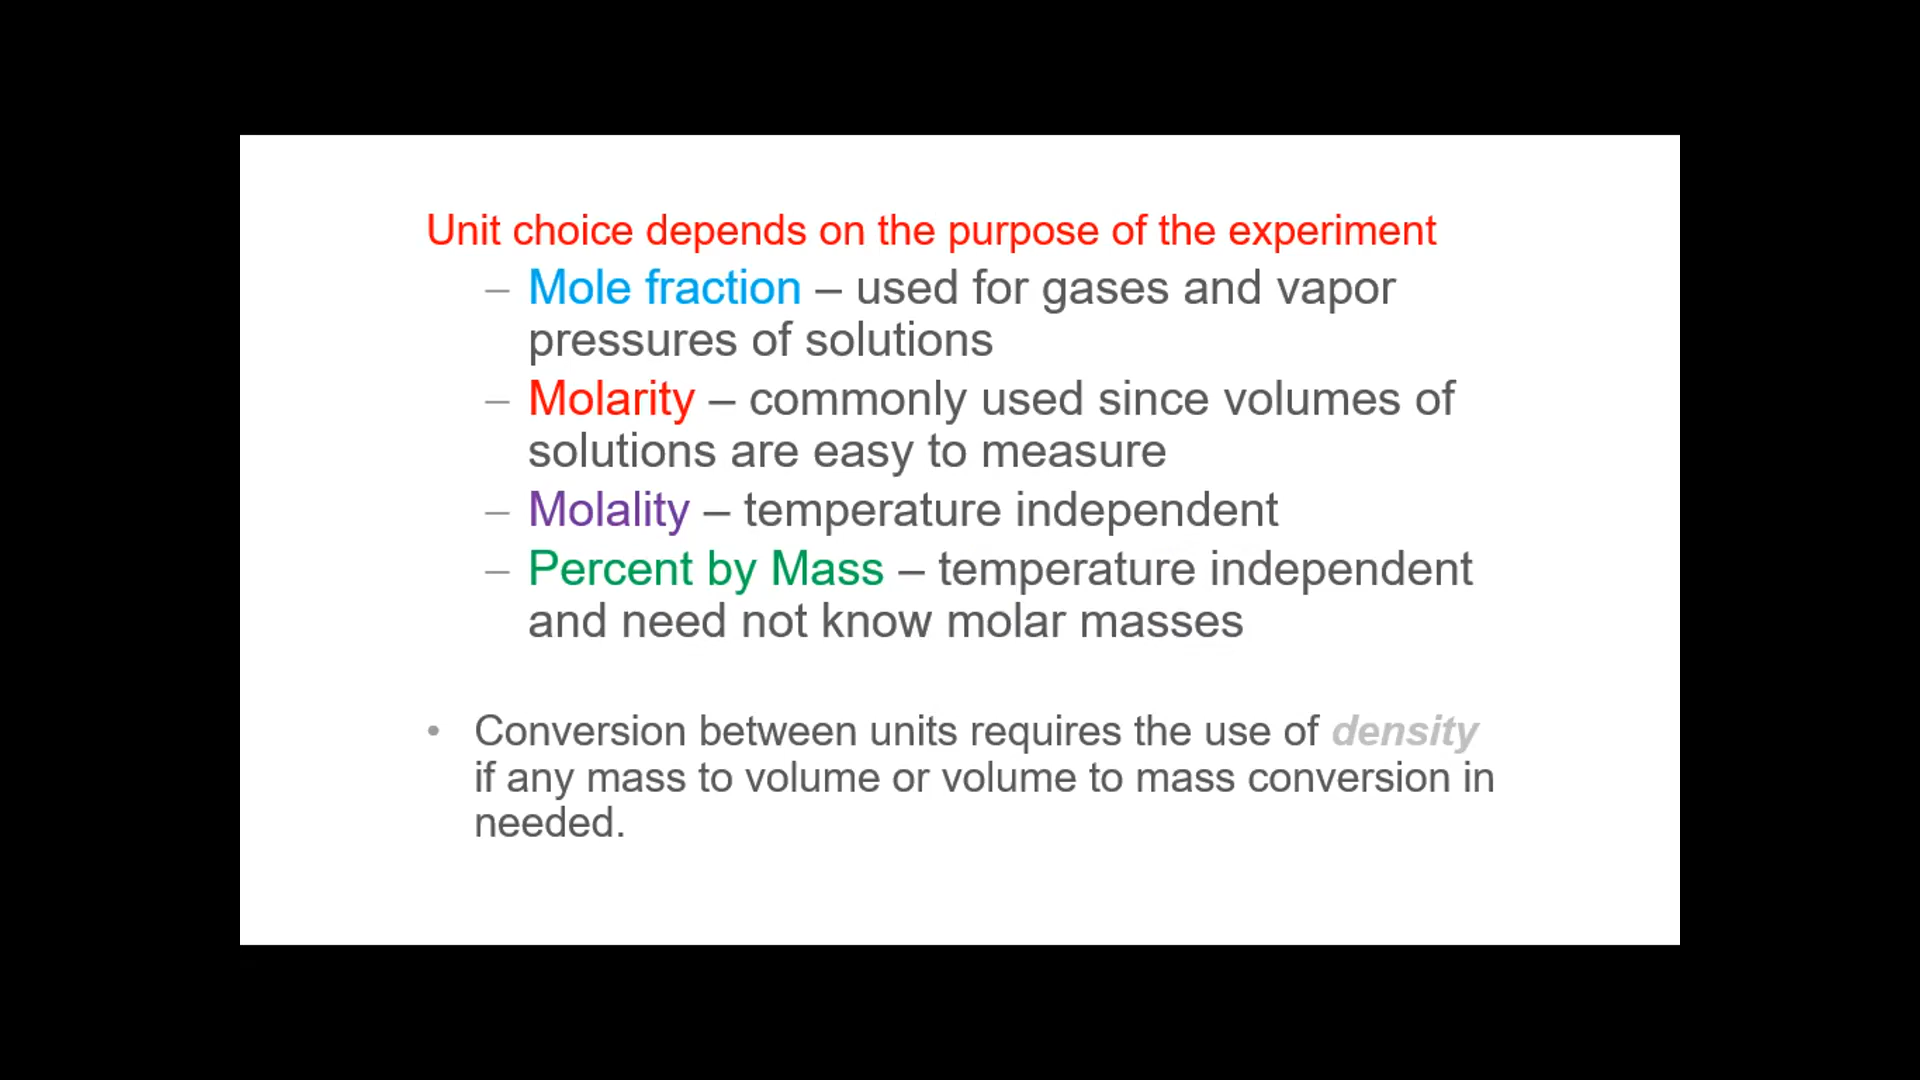 Unit choice depends on the purpose of the experiment
– Mole fraction – used for gases and vapor
pressures of solutions
– Molarity – commonly used since volumes of
solutions are easy to measure
– Molality – temperature independent
– Percent by Mass – temperature independent
and need not know molar masses
• Conversion between units requires the use of density
if any mass to volume or volume to mass conversion in
needed.